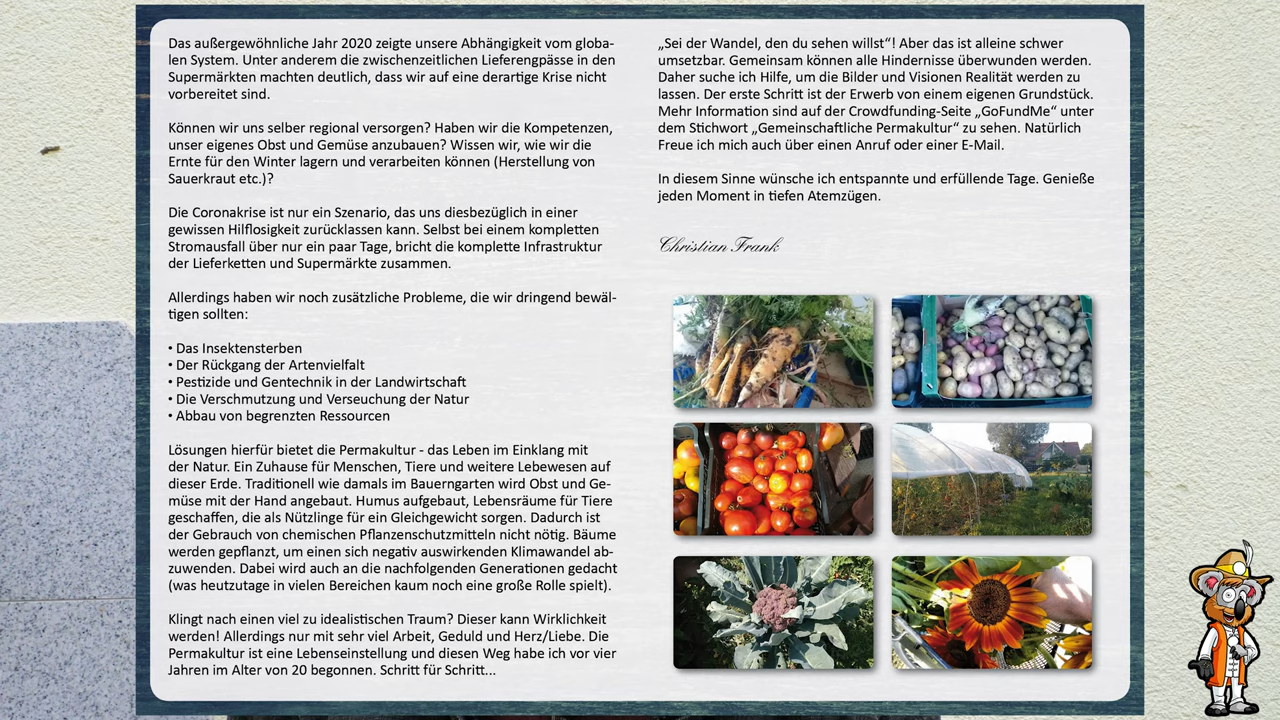 Das außergewöhnliche Jahr 2020 zeigte unsere Abhängigkeit vom globa-
len System. Unter anderem die zwischenzeitlichen Lieferengpässe in den
Supermärkten machten deutlich, dass wir auf eine derartige Krise nicht
vorbereitet sind.
Können wir uns selber regional versorgen? Haben wir die Kompetenzen,
unser eigenes Obst und Gemüse anzubauen? Wissen wir, wie wir die
Ernte für den Winter lagern und verarbeiten können (Herstellung von
Sauerkraut etc.)?
Die Coronakrise ist nur ein Szenario, das uns diesbezüglich in einer
gewissen Hilflosigkeit zurücklassen kann. Selbst bei einem kompletten
Stromausfall über nur ein paar Tage, bricht die komplette Infrastruktur
der Lieferketten und Supermärkte zusammen.
Allerdings haben wir noch zusätzliche Probleme, die wir dringend bewäl-
tigen sollten:
• Das Insektensterben
• Der Rückgang der Artenvielfalt
• Pestizide und Gentechnik in der Landwirtschaft
• Die Verschmutzung und Verseuchung der Natur
• Abbau von begrenzten Ressourcen
Lösungen hierfür bietet die Permakultur - das Leben im Einklang mit
der Natur. Ein Zuhause für Menschen, Tiere und weitere Lebewesen auf
dieser Erde. Traditionell wie damals im Bauerngarten wird Obst und Ge-
müse mit der Hand angebaut. Humus aufgebaut, Lebensräume für Tiere
geschaffen, die als Nützlinge für ein Gleichgewicht sorgen. Dadurch ist
der Gebrauch von chemischen Pflanzenschutzmitteln nicht nötig. Bäume
werden gepflanzt, um einen sich negativ auswirkenden Klimawandel ab-
zuwenden. Dabei wird auch an die nachfolgenden Generationen gedacht
(was heutzutage in vielen Bereichen kaum noch eine große Rolle spielt).
Klingt nach einen viel zu idealistischen Traum? Dieser kann Wirklichkeit
werden! Allerdings nur mit sehr viel Arbeit, Geduld und Herz/Liebe. Die
Permakultur ist eine Lebenseinstellung und diesen Weg habe ich vor vier
Jahren im Alter von 20 begonnen. Schritt für Schritt...
„Sei der Wandel, den du sehen willst“! Aber das ist alleine schwer
umsetzbar. Gemeinsam können alle Hindernisse überwunden werden.
Daher suche ich Hilfe, um die Bilder und Visionen Realität werden zu
lassen. Der erste Schritt ist der Erwerb von einem eigenen Grundstück.
Mehr Information sind auf der Crowdfunding-Seite „GoFundMe“ unter
dem Stichwort „Gemeinschaftliche Permakultur“ zu sehen. Natürlich
Freue ich mich auch über einen Anruf oder einer E-Mail.
In diesem Sinne wünsche ich entspannte und erfüllende Tage. Genieße
jeden Moment in tiefen Atemzügen.
Christian Frank